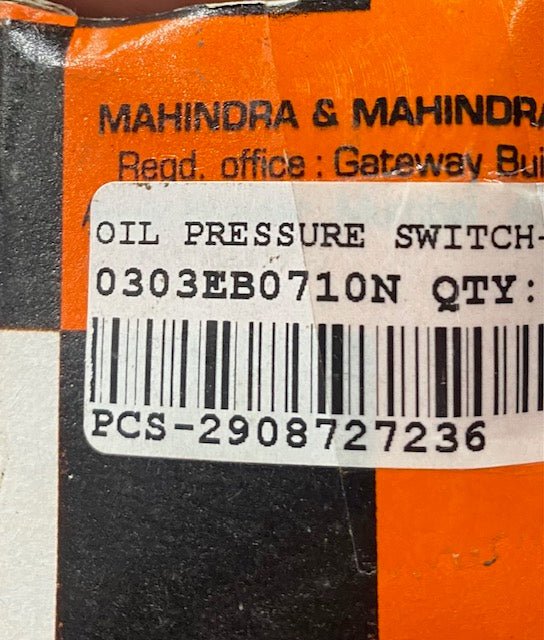 MAHINDRA & MAHINDRA
Regd. office : Gateway Bui
OIL PRESSURE SWITCH-
0303EB0710N QTY:
PCS-2908727236